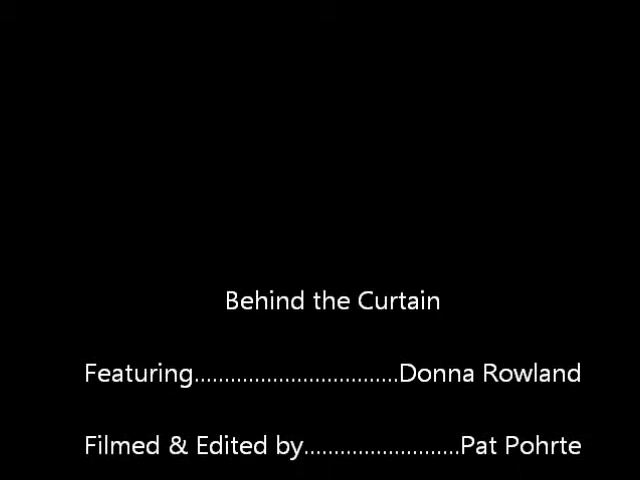 Behind the Curtain
Featuring..................................Donna Rowland
Filmed & Edited by..........................Pat Pohrte